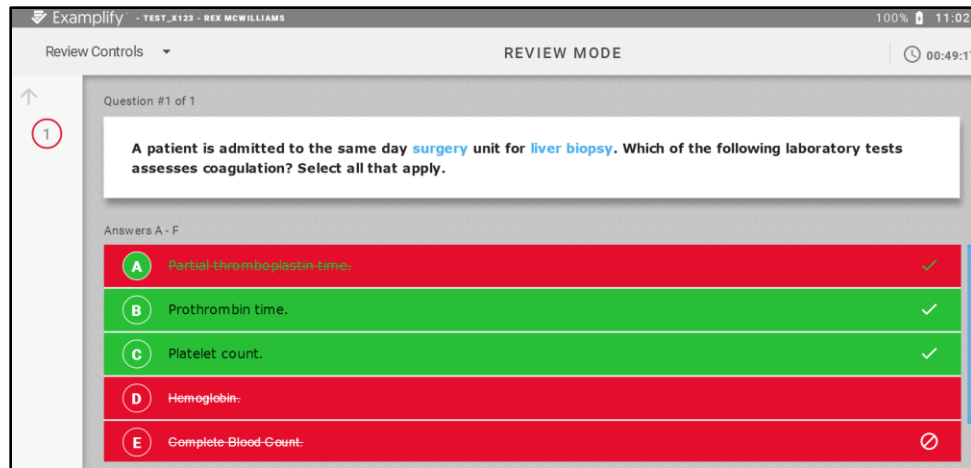 Examplify - TEST_X123 - REX MCWILLIAMS 100% 11:02
Review Controls REVIEW MODE 00:49:1
Question #1 of 1
1
A patient is admitted to the same day surgery unit for liver biopsy. Which of the following laboratory tests
assesses coagulation? Select all that apply.
Answers A - F
A Partial thromboplastin time.
B Prothrombin time.
C Platelet count.
D Hemoglobin.
E Complete Blood Count.